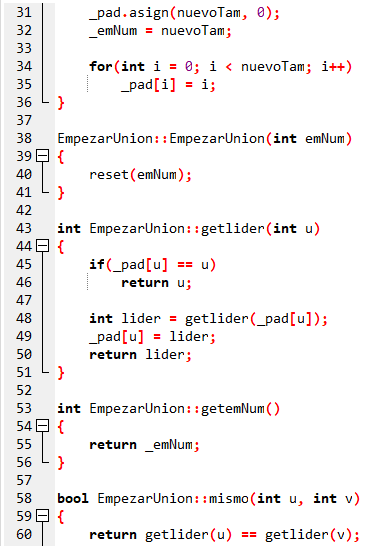 31 _pad.asign(nuevoTam, 0);
32 _emNum = nuevoTam;
33
34 for(int i = 0; i < nuevoTam; i++)
35 _pad[i] = i;
36 }
37
38 EmpezarUnion::EmpezarUnion(int emNum)
39 {
40 reset(emNum);
41 }
42
43 int EmpezarUnion::getlider(int u)
44 {
45 if(_pad[u] == u)
46 return u;
47
48 int lider = getlider(_pad[u]);
49 _pad[u] = lider;
50 return lider;
51 }
52
53 int EmpezarUnion::getemNum()
54 {
55 return _emNum;
56 }
57
58 bool EmpezarUnion::mismo(int u, int v)
59 {
60 return getlider(u) == getlider(v);